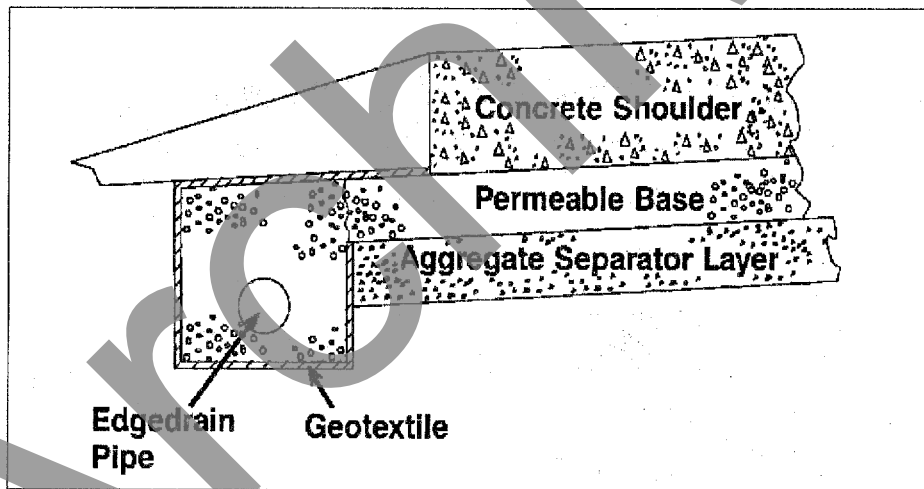 Concrete Shoulder
Permeable Base
Aggregate Separator Layer
Edgedrain
Pipe
Geotextile